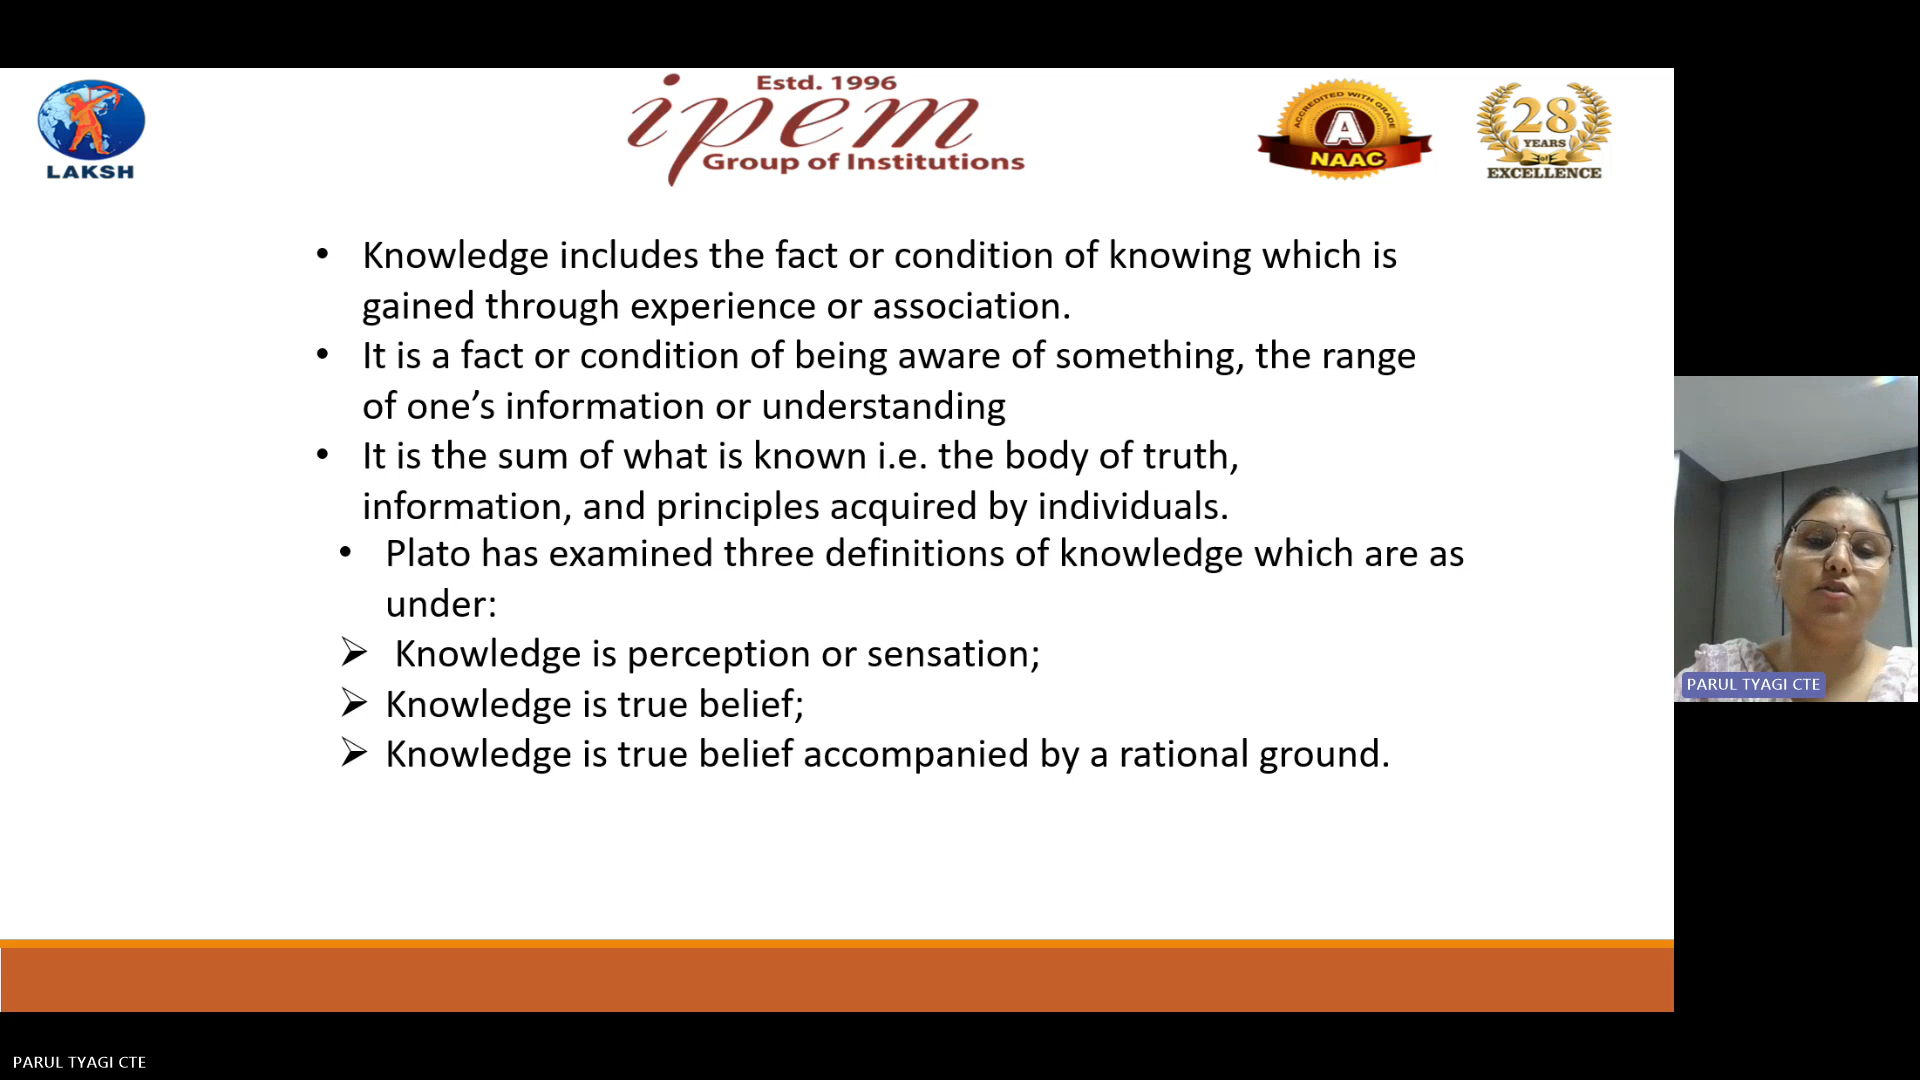 Estd. 1996
ipem
Group of Institutions
LAKSH
ACCREDITED WITH GRADE
A
NAAC
28
YEARS
of
EXCELLENCE
• Knowledge includes the fact or condition of knowing which is
gained through experience or association.
• It is a fact or condition of being aware of something, the range
of one’s information or understanding
• It is the sum of what is known i.e. the body of truth,
information, and principles acquired by individuals.
• Plato has examined three definitions of knowledge which are as
under:
➢ Knowledge is perception or sensation;
➢ Knowledge is true belief;
➢ Knowledge is true belief accompanied by a rational ground.
PARUL TYAGI CTE
PARUL TYAGI CTE